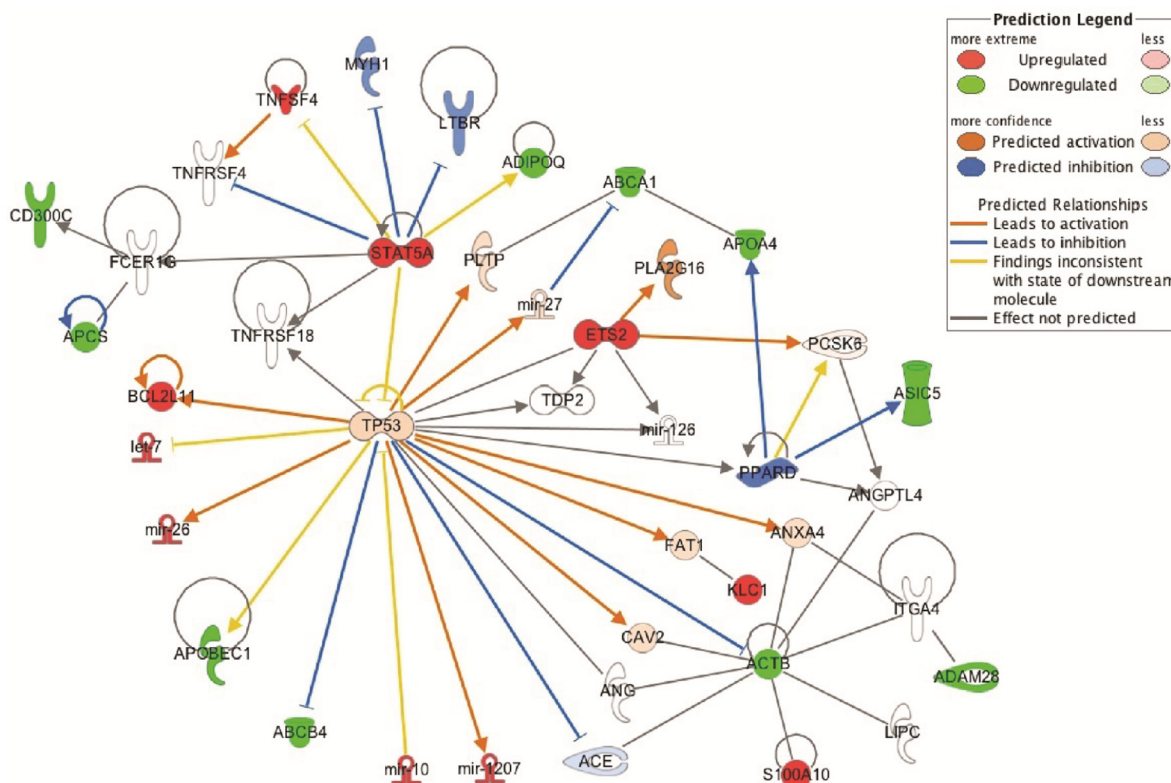 Prediction Legend
more extreme less
Upregulated
Downregulated
more confidence less
Predicted activation
Predicted inhibition
Predicted Relationships
Leads to activation
Leads to inhibition
Findings inconsistent
with state of downstream
molecule
Effect not predicted
MYH1
TNFSF4
LTBR
ADIPOQ
TNFRSF4
ABCA1
CD300C
APOA4
STAT5A
FCER1G
PLTP
PLA2G16
mir-27
APCS
TNFRSF18
ETS2
PCSK6
ASIC5
BCL2L11
TDP2
TP53
mir-126
let-7
PPARD
ANGPTL4
mir-26
FAT1
ANXA4
KLC1
ITGA4
CAV2
APOBEC1
ACTB
ADAM28
ANG
ABCB4
LIPC
ACE
mir-10
mir-1207
S100A10